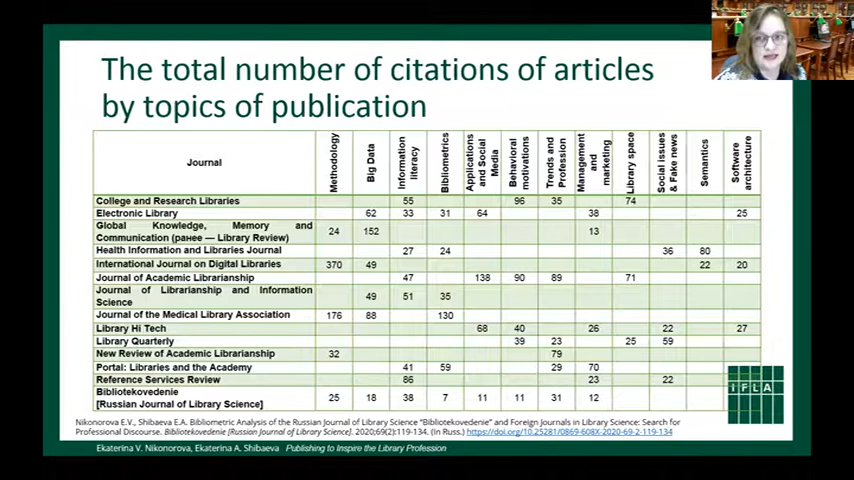 The total number of citations of articles
by topics of publication
Journal Methodology Big Data Information literacy Bibliometrics Applications and Social Media Behavioral motivations Trends and Profession Management and marketing Library space Social issues & Fake news Semantics Software architecture
College and Research Libraries 55 96 35 74
Electronic Library 62 33 31 64 38 25
Global Knowledge, Memory and
Communication (ранее — Library Review) 24 152 13
Health Information and Libraries Journal 27 24 36 80
International Journal on Digital Libraries 370 49 22 20
Journal of Academic Librarianship 47 138 90 89 71
Journal of Librarianship and Information
Science 49 51 35
Journal of the Medical Library Association 176 88 130
Library Hi Tech 68 40 26 22 27
Library Quarterly 39 23 25 59
New Review of Academic Librarianship 32 79
Portal: Libraries and the Academy 41 59 29 70
Reference Services Review 86 23 22
Bibliotekovedenie
[Russian Journal of Library Science] 25 18 38 7 11 11 31 12
IFLA
Nikonorova E.V., Shibaeva E.A. Bibliometric Analysis of the Russian Journal of Library Science "Bibliotekovedenie" and Foreign Journals in Library Science: Search for
Professional Discourse. Bibliotekovedenie [Russian Journal of Library Science]. 2020;69(2):119-134. (In Russ.) https://doi.org/10.25281/0869-608X-2020-69-2-119-134
Ekaterina V. Nikonorova, Ekaterina A. Shibaeva Publishing to Inspire the Library Profession